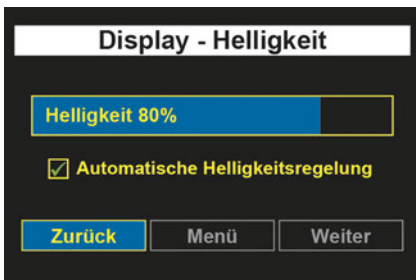 Display - Helligkeit
Helligkeit 80%
Automatische Helligkeitsregelung
Zurück Menü Weiter